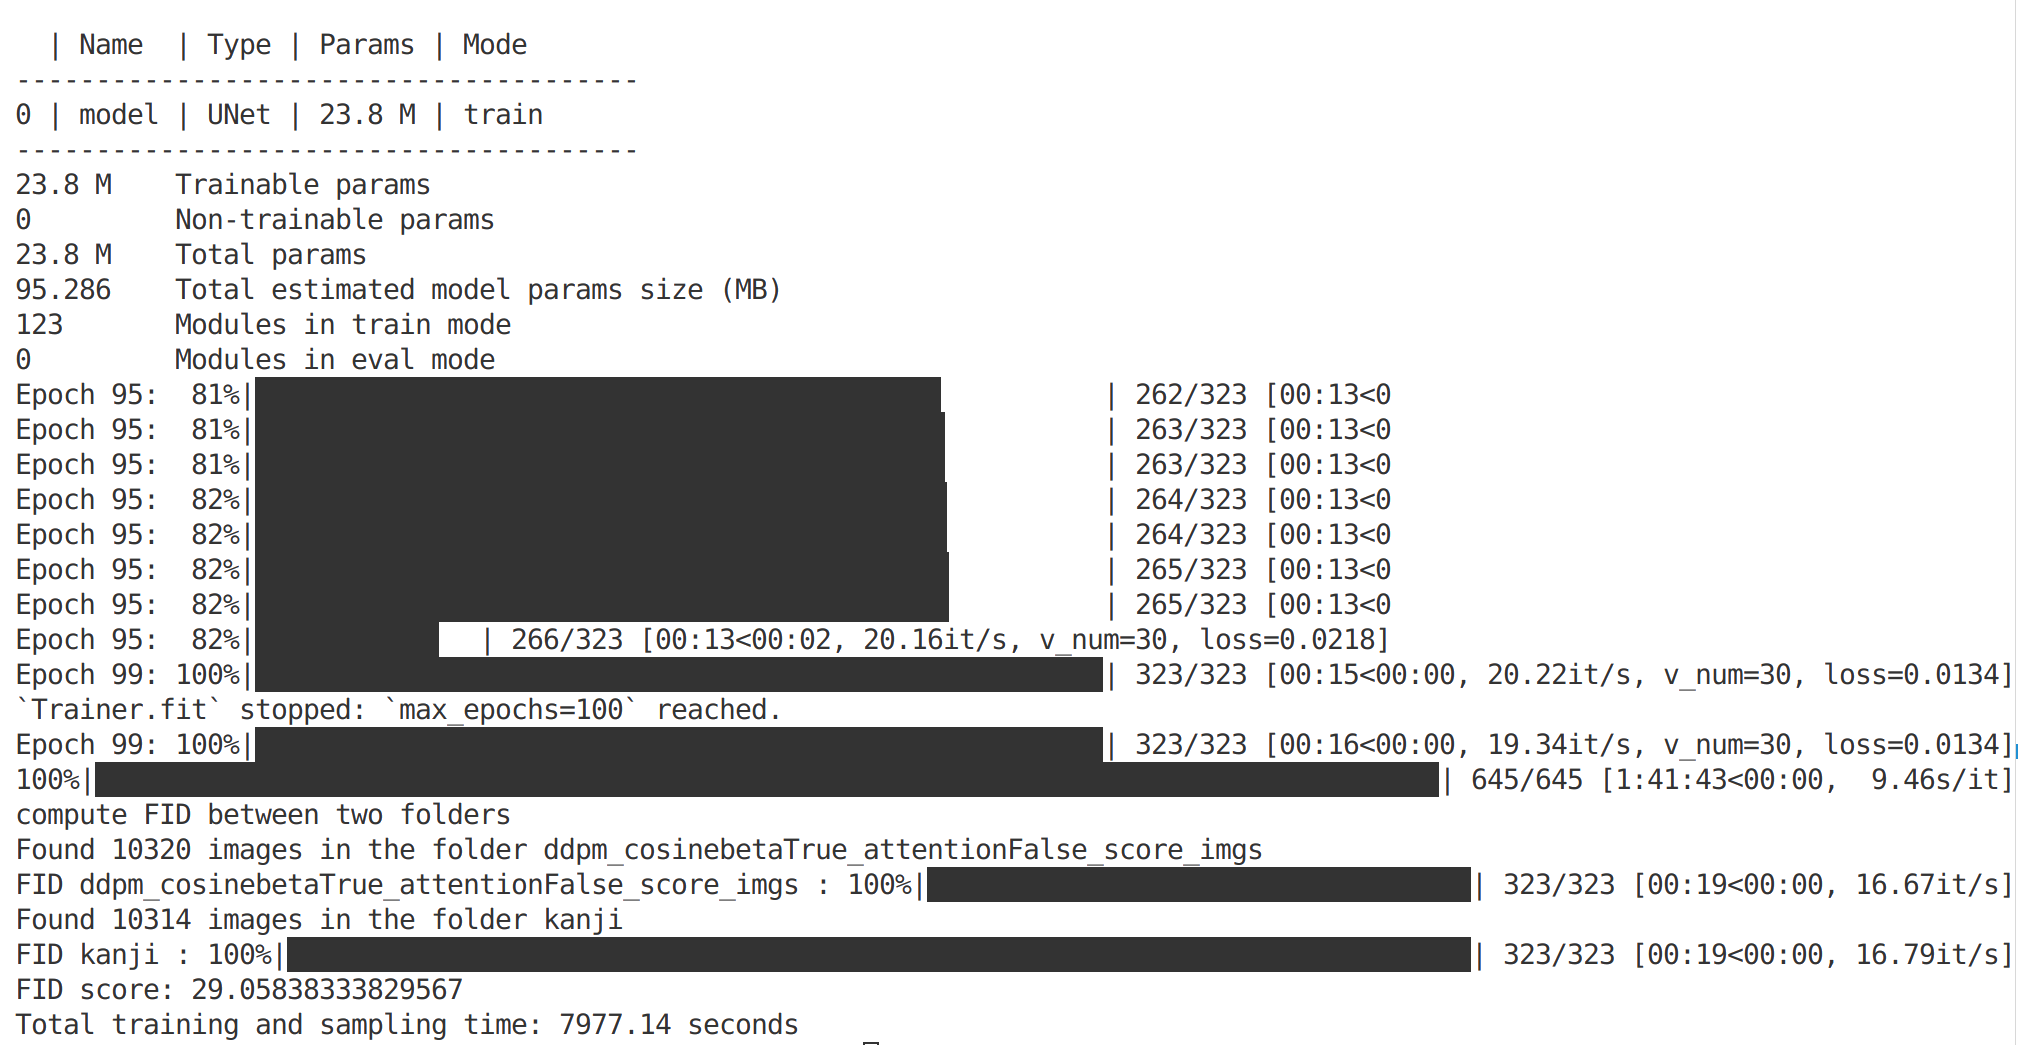 | Name  | Type | Params | Mode
---------------------------------------
0 | model | UNet | 23.8 M | train
---------------------------------------
23.8 M    Trainable params
0         Non-trainable params
23.8 M    Total params
95.286    Total estimated model params size (MB)
123       Modules in train mode
0         Modules in eval mode
Epoch 95:  81%| | 262/323 [00:13<0
Epoch 95:  81%| | 263/323 [00:13<0
Epoch 95:  81%| | 263/323 [00:13<0
Epoch 95:  82%| | 264/323 [00:13<0
Epoch 95:  82%| | 264/323 [00:13<0
Epoch 95:  82%| | 265/323 [00:13<0
Epoch 95:  82%| | 265/323 [00:13<0
Epoch 95:  82%| | 266/323 [00:13<00:02, 20.16it/s, v_num=30, loss=0.0218]
Epoch 99: 100%| | 323/323 [00:15<00:00, 20.22it/s, v_num=30, loss=0.0134]
`Trainer.fit` stopped: `max_epochs=100` reached.
Epoch 99: 100%| | 323/323 [00:16<00:00, 19.34it/s, v_num=30, loss=0.0134]
100%| | 645/645 [1:41:43<00:00,  9.46s/it]
compute FID between two folders
Found 10320 images in the folder ddpm_cosinebetaTrue_attentionFalse_score_imgs
FID ddpm_cosinebetaTrue_attentionFalse_score_imgs : 100%| | 323/323 [00:19<00:00, 16.67it/s]
Found 10314 images in the folder kanji
FID kanji : 100%| | 323/323 [00:19<00:00, 16.79it/s]
FID score: 29.05838333829567
Total training and sampling time: 7977.14 seconds